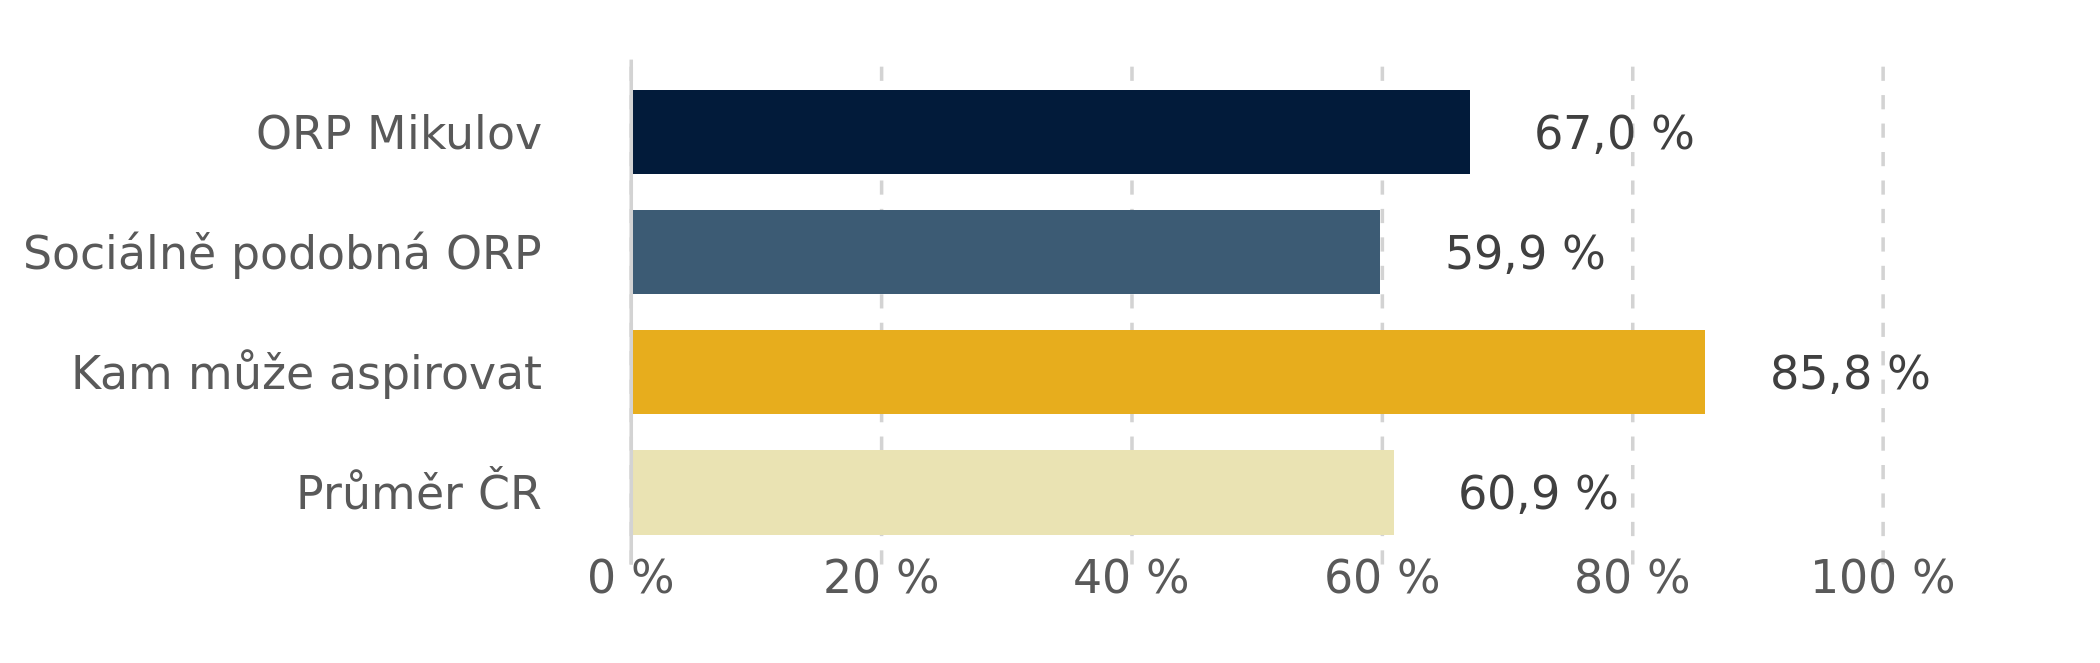 ORP Mikulov 67,0 %
Sociálně podobná ORP 59,9 %
Kam může aspirovat 85,8 %
Průměr ČR 60,9 %
0 % 20 % 40 % 60 % 80 % 100 %